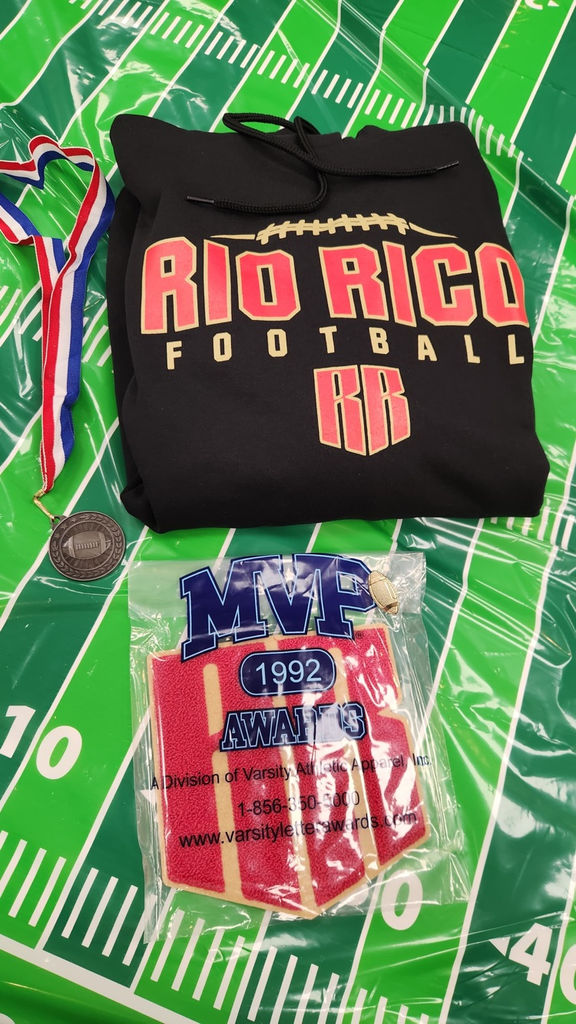 RIO RICO
FOOTBALL
RR
MVP®
1992
AWARDS
A Division of Varsity Athletic Apparel, Inc.
1-856-350-5000
www.varsityletterawards.com
10
40